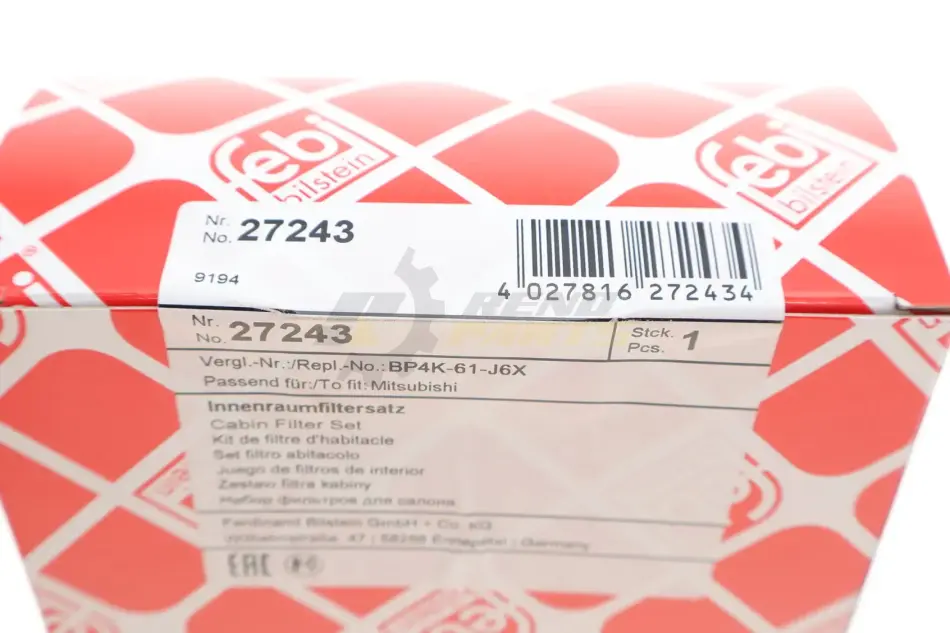 febi
bilstein
febi
bilstein
Nr.
No. 27243
9194
4 027816 272434
Nr.
No. 27243
Stck.
Pcs. 1
Vergl.-Nr.:/Repl.-No.: BP4K-61-J6X
Passend für:/To fit: Mitsubishi
Innenraumfiltersatz
Cabin Filter Set
Kit de filtre d'habitacle
Set filtro abitacolo
Juego de filtros de interior
Zestaw filtra kabiny
Набор фильтров для салона
Ferdinand Bilstein GmbH + Co. KG
47 | 58256 Ennepetal | Germany
EAC